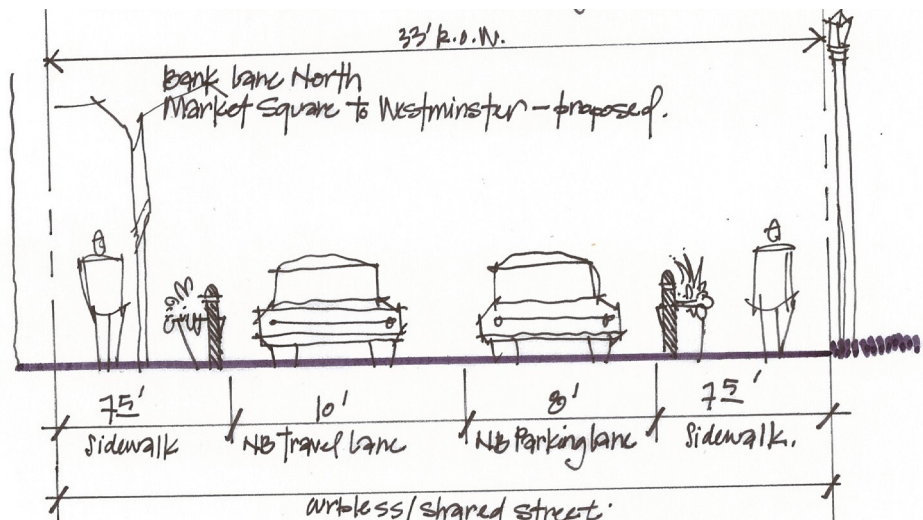 33' R.O.W.
Bank Lane North
Market Square to Westminster - proposed.
7 5'
10'
8'
7 5'
Sidewalk
NB Travel Lane
NB Parking lane
Sidewalk.
curbless/shared street.